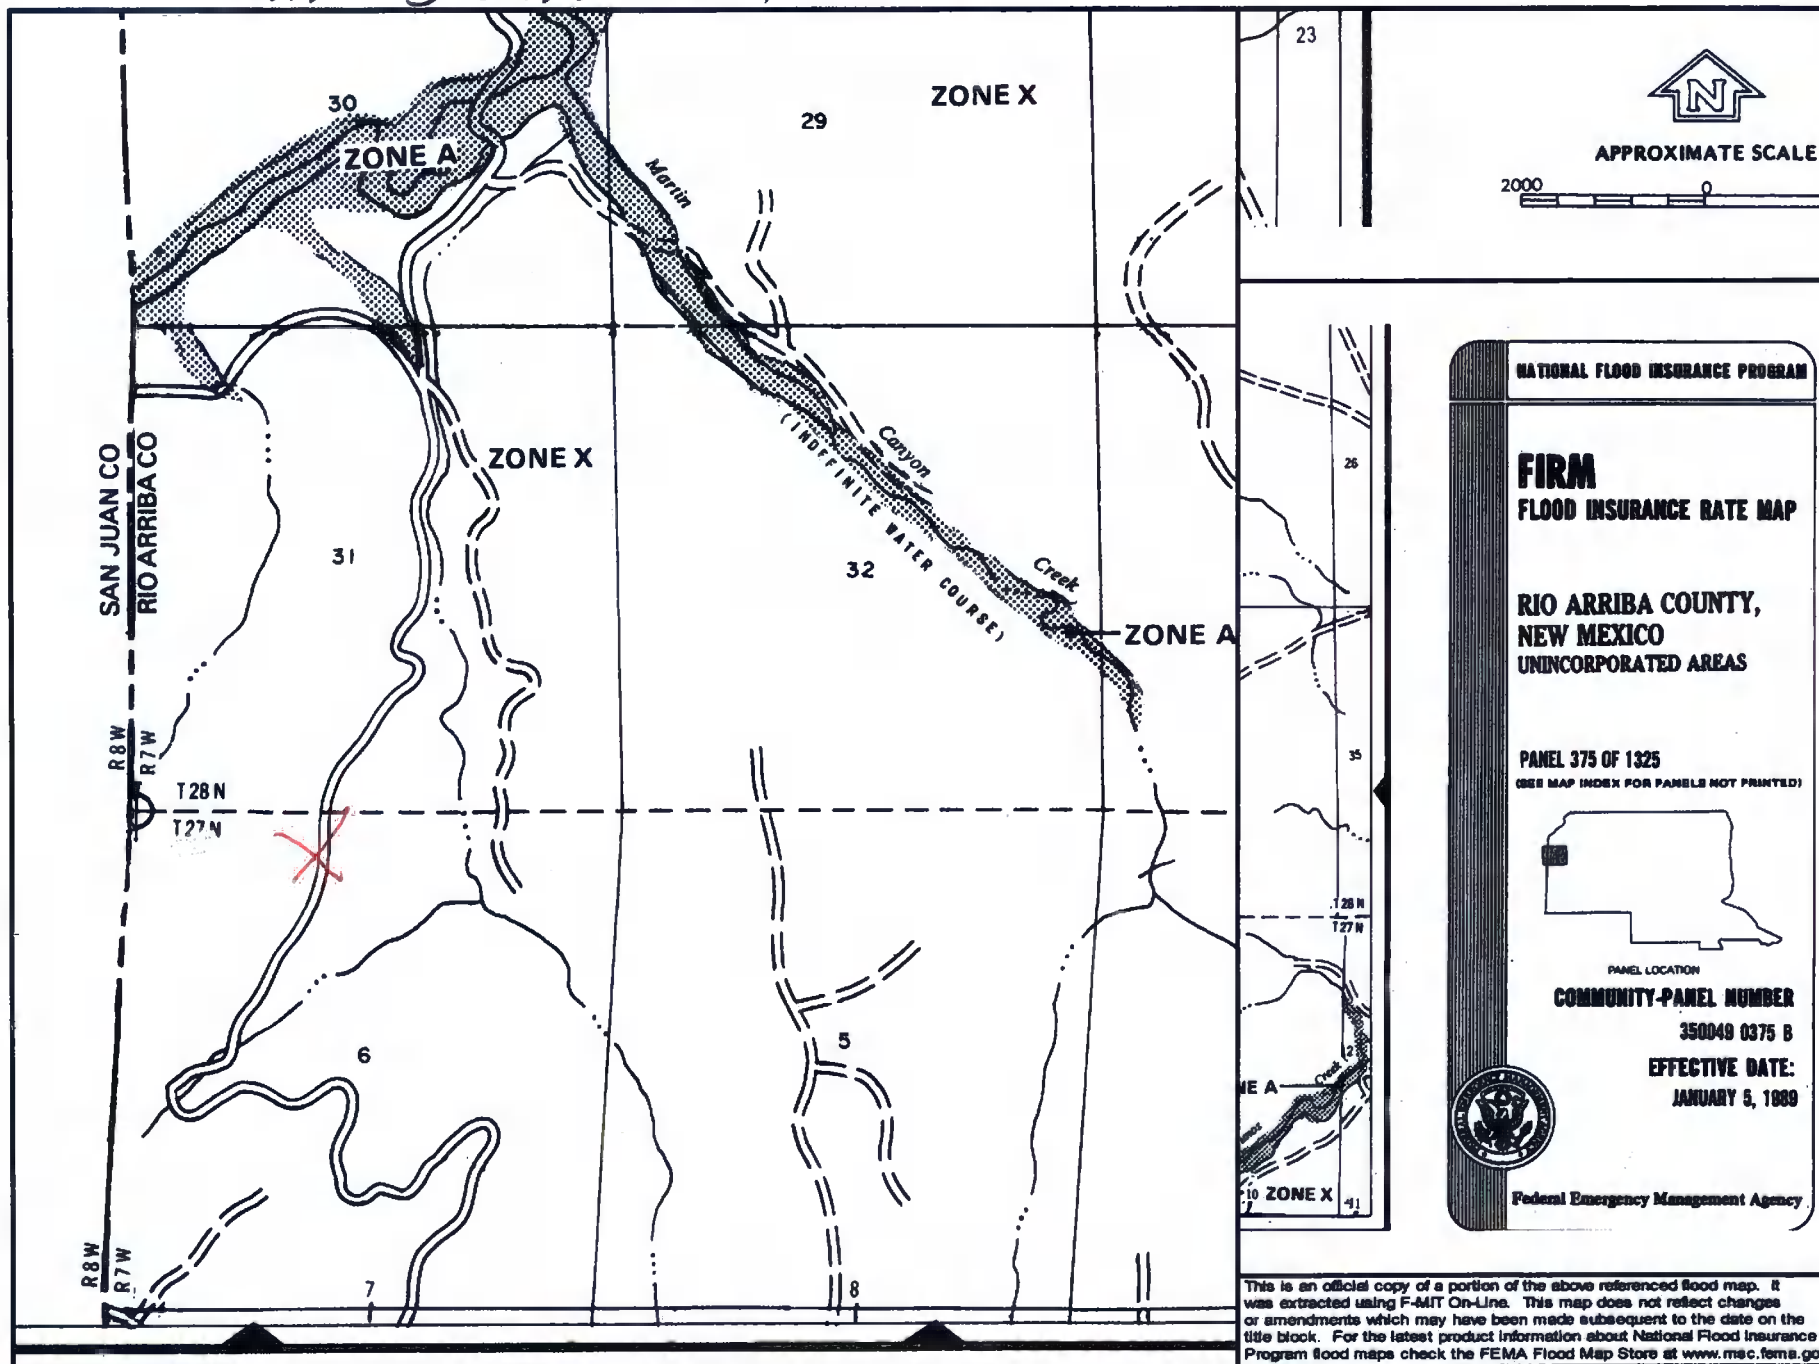 30
ZONE A
29
ZONE X
Martin
ZONE X
Canyon
(INDEFINITE WATER COURSE)
Creek
ZONE A
SAN JUAN CO
RIO ARRIBA CO
31
32
R8W
R7W
T28N
T27N
6
5
R8W
R7W
7
8
23
26
35
T28N
T27N
2
NE A
Creek
10
ZONE X
11
N
APPROXIMATE SCALE
2000
0
NATIONAL FLOOD INSURANCE PROGRAM
FIRM
FLOOD INSURANCE RATE MAP
RIO ARRIBA COUNTY,
NEW MEXICO
UNINCORPORATED AREAS
PANEL 375 OF 1325
(SEE MAP INDEX FOR PANELS NOT PRINTED)
PANEL LOCATION
COMMUNITY-PANEL NUMBER
350049 0375 B
EFFECTIVE DATE:
JANUARY 5, 1989
Federal Emergency Management Agency
This is an official copy of a portion of the above referenced flood map. It
was extracted using F-MIT On-Line. This map does not reflect changes
or amendments which may have been made subsequent to the date on the
title block. For the latest product information about National Flood Insurance
Program flood maps check the FEMA Flood Map Store at www.msc.fema.go